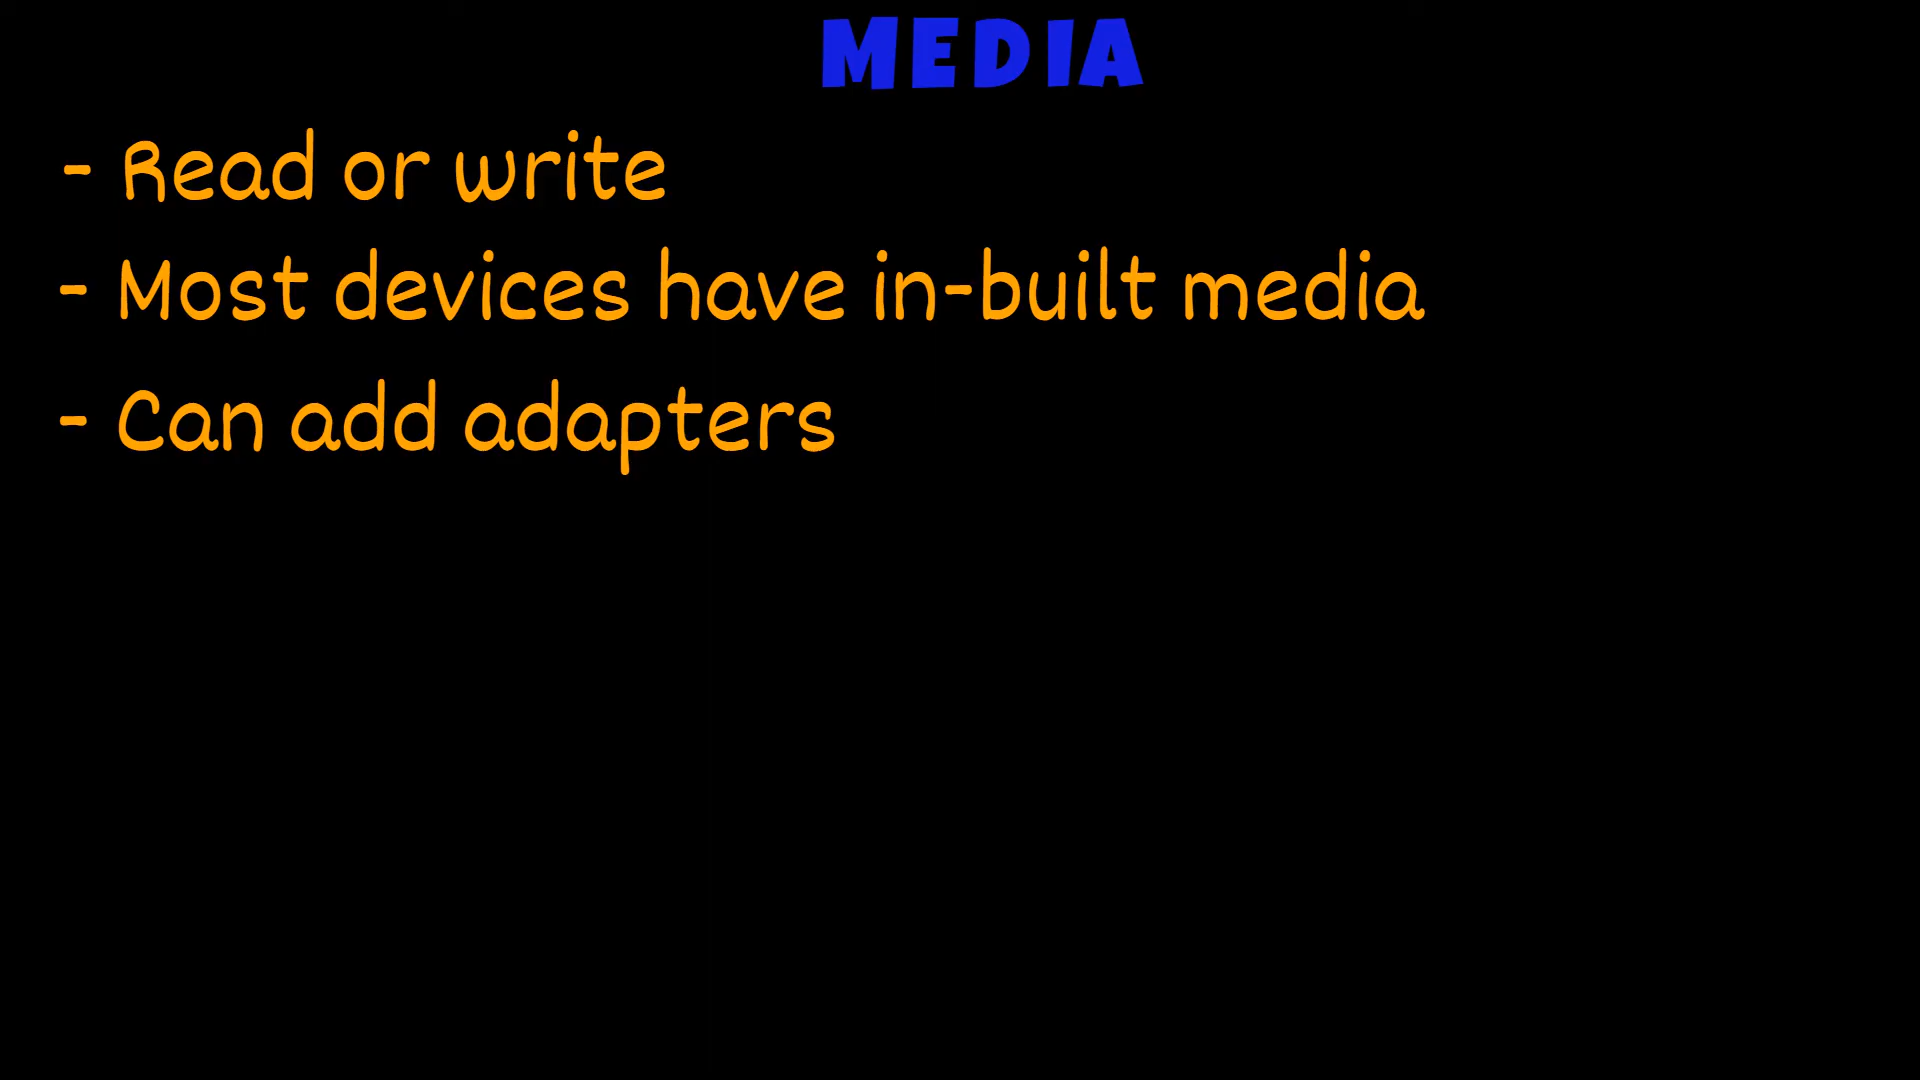 MEDIA
- Read or write
- Most devices have in-built media
- Can add adapters